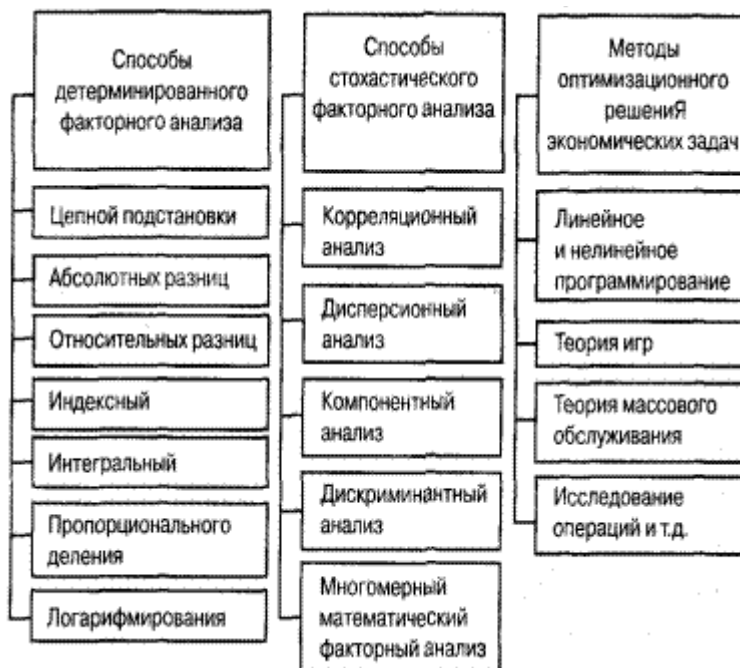 Способы
детерминированного
факторного анализа
Цепной подстановки
Абсолютных разниц
Относительных разниц
Индексный
Интегральный
Пропорционального
деления
Логарифмирования
Способы
стохастического
факторного анализа
Корреляционный
анализ
Дисперсионный
анализ
Компонентный
анализ
Дискриминантный
анализ
Многомерный
математический
факторный анализ
Методы
оптимизационного
решениЯ
экономических задач
Линейное
и нелинейное
программирование
Теория игр
Теория массового
обслуживания
Исследование
операций и т.д.